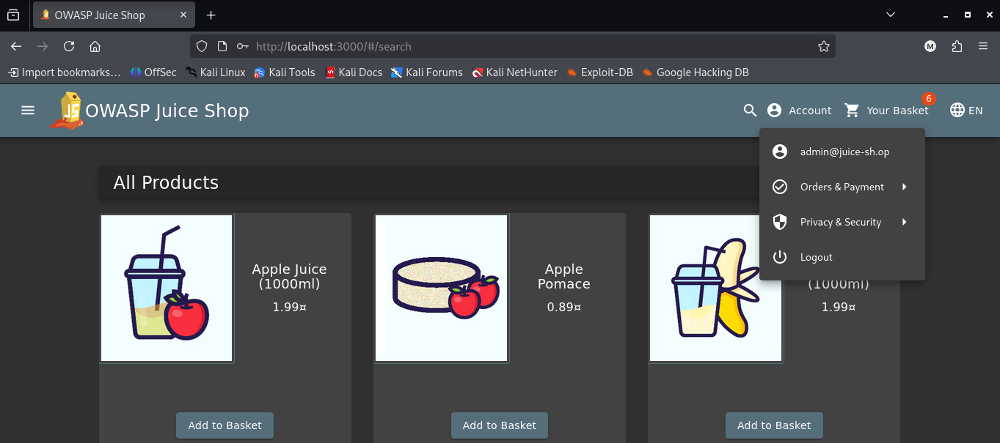 OWASP Juice Shop
http://localhost:3000/#/search
M
Import bookmarks... OffSec Kali Linux Kali Tools Kali Docs Kali Forums Kali NetHunter Exploit-DB Google Hacking DB
JS OWASP Juice Shop Account Your Basket 6 EN
admin@juice-sh.op
Orders & Payment
Privacy & Security
Logout
All Products
Apple Juice
(1000ml)
1.99¤
Apple
Pomace
0.89¤
(1000ml)
1.99¤
Add to Basket Add to Basket Add to Basket